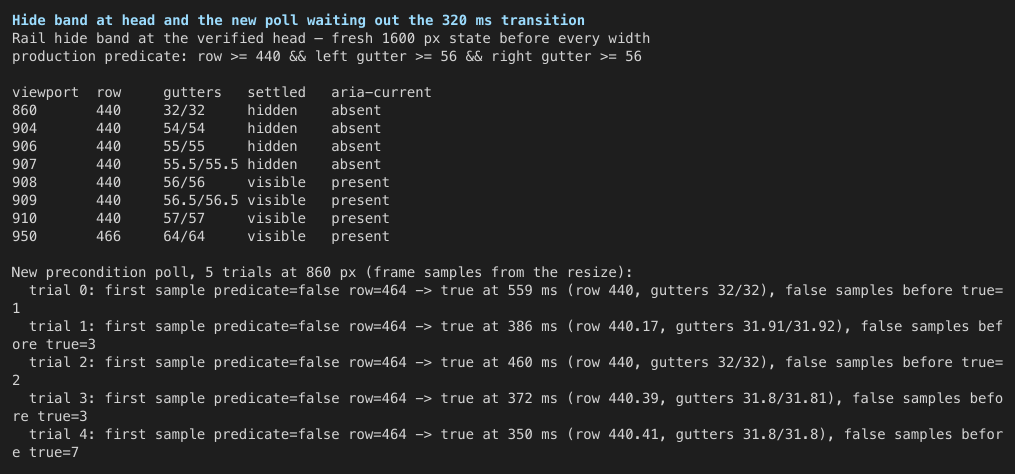 Hide band at head and the new poll waiting out the 320 ms transition
Rail hide band at the verified head — fresh 1600 px state before every width
production predicate: row >= 440 && left gutter >= 56 && right gutter >= 56

viewport  row     gutters   settled   aria-current
860       440     32/32     hidden    absent
904       440     54/54     hidden    absent
906       440     55/55     hidden    absent
907       440     55.5/55.5 hidden    absent
908       440     56/56     visible   present
909       440     56.5/56.5 visible   present
910       440     57/57     visible   present
950       466     64/64     visible   present

New precondition poll, 5 trials at 860 px (frame samples from the resize):
  trial 0: first sample predicate=false row=464 -> true at 559 ms (row 440, gutters 32/32), false samples before true=
1
  trial 1: first sample predicate=false row=464 -> true at 386 ms (row 440.17, gutters 31.91/31.92), false samples bef
ore true=3
  trial 2: first sample predicate=false row=464 -> true at 460 ms (row 440, gutters 32/32), false samples before true=
2
  trial 3: first sample predicate=false row=464 -> true at 372 ms (row 440.39, gutters 31.8/31.81), false samples befo
re true=3
  trial 4: first sample predicate=false row=464 -> true at 350 ms (row 440.41, gutters 31.8/31.8), false samples befor
e true=7